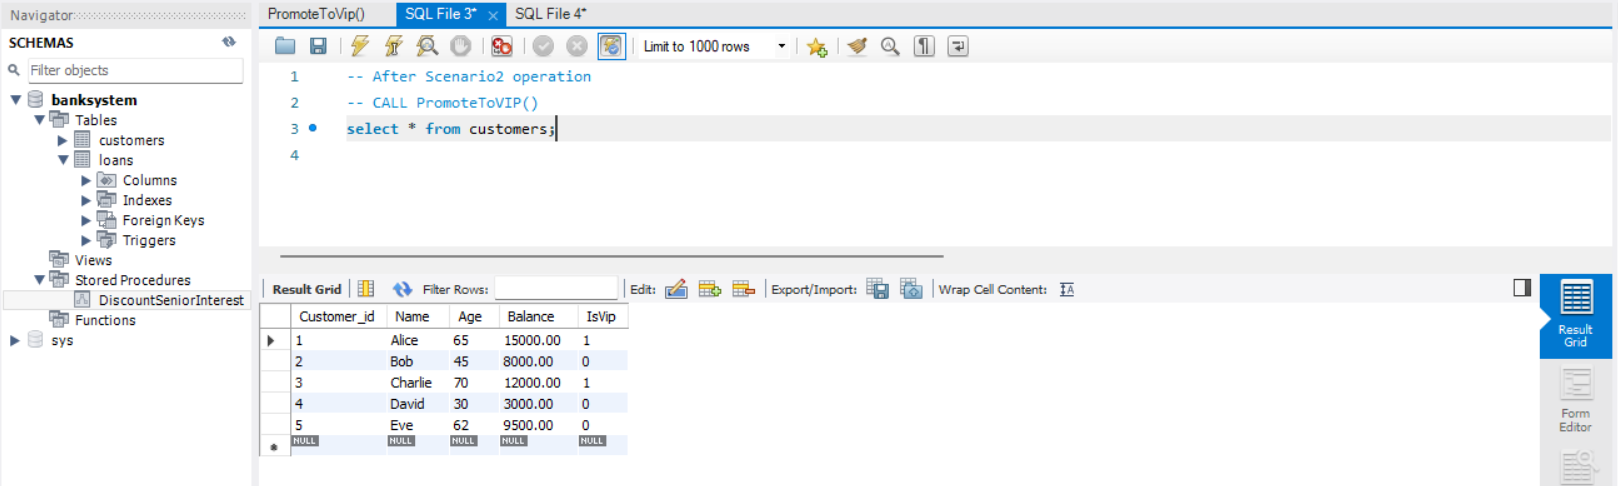 Navigator
SCHEMAS
Filter objects
banksystem
Tables
customers
loans
Columns
Indexes
Foreign Keys
Triggers
Views
Stored Procedures
DiscountSeniorInterest
Functions
sys
PromoteToVip() SQL File 3* SQL File 4*
Limit to 1000 rows
1 -- After Scenario2 operation
2 -- CALL PromoteToVIP()
3 select * from customers;
4
Result Grid Filter Rows: Edit: Export/Import: Wrap Cell Content: IA
Customer_id Name Age Balance IsVip
1 Alice 65 15000.00 1
2 Bob 45 8000.00 0
3 Charlie 70 12000.00 1
4 David 30 3000.00 0
5 Eve 62 9500.00 0
NULL NULL NULL NULL NULL
Result
Grid
Form
Editor